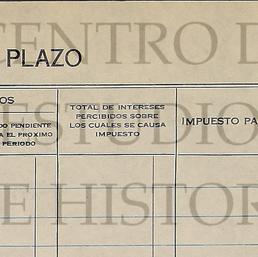 CENTRO D
PLAZO
OS
DO PENDIENTE
A EL PROXIMO
PERIODO
TOTAL DE INTERESES
PERCIBIDOS SOBRE
LOS CUALES SE CAUSA
IMPUESTO
IMPUESTO PA
ESTUDIO
E HISTOR